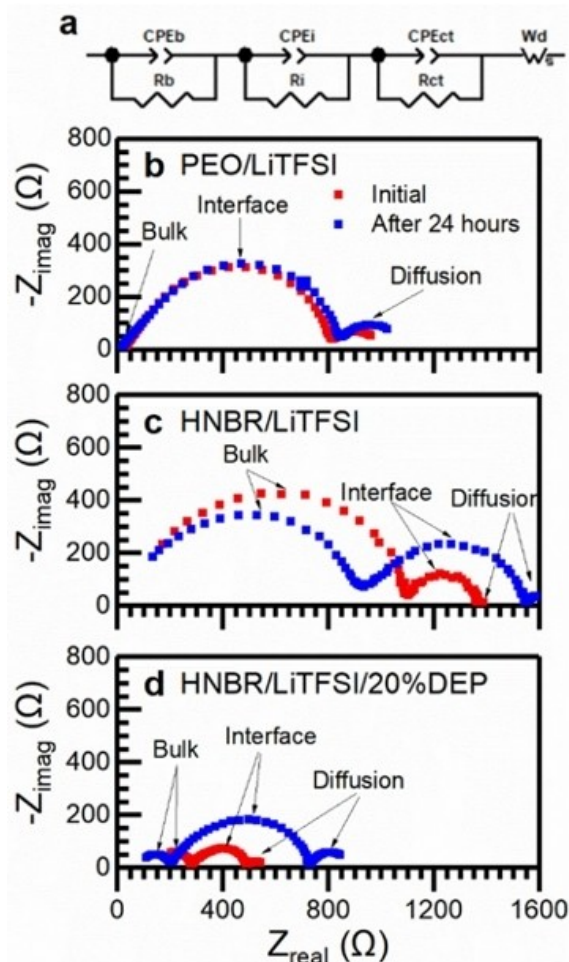 a
CPEb CPEi CPEct Wd
Rb Ri Rct s
b PEO/LiTFSI
Initial
After 24 hours
Interface
Bulk
Diffusion
800
600
400
200
0
-Zimag (Ω)
c HNBR/LiTFSI
Bulk
Interface
Diffusion
800
600
400
200
0
-Zimag (Ω)
d HNBR/LiTFSI/20%DEP
Bulk
Interface
Diffusion
800
600
400
200
0
-Zimag (Ω)
0 400 800 1200 1600
Zreal (Ω)